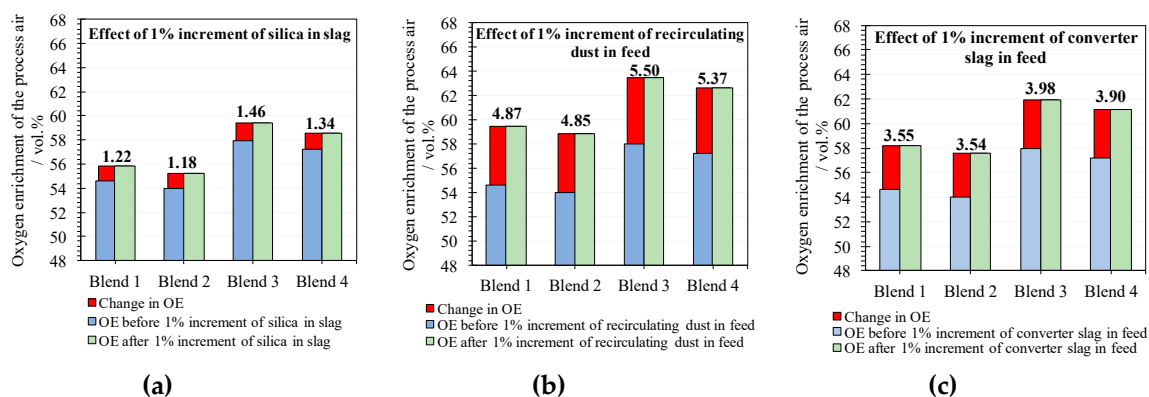 Effect of 1% increment of silica in slag
Oxygen enrichment of the process air
/ vol.%
68
66
64
62
60
58
56
54
52
50
48
1.22
1.18
1.46
1.34
Blend 1 Blend 2 Blend 3 Blend 4
Change in OE
OE before 1% increment of silica in slag
OE after 1% increment of silica in slag
(a)
Effect of 1% increment of recirculating
dust in feed
Oxygen enrichment of the process air
/ vol.%
68
66
64
62
60
58
56
54
52
50
48
4.87
4.85
5.50
5.37
Blend 1 Blend 2 Blend 3 Blend 4
Change in OE
OE before 1% increment of recirculating dust in feed
OE after 1% increment of recirculating dust in feed
(b)
Effect of 1% increment of converter
slag in feed
Oxygen enrichment of the process air
/ vol.%
68
66
64
62
60
58
56
54
52
50
48
3.55
3.54
3.98
3.90
Blend 1 Blend 2 Blend 3 Blend 4
Change in OE
OE before 1% increment of converter slag in feed
OE after 1% increment of converter slag in feed
(c)